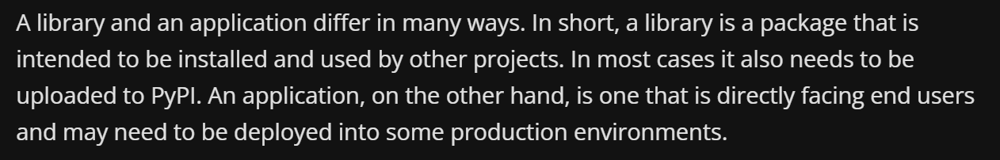 A library and an application differ in many ways. In short, a library is a package that is
intended to be installed and used by other projects. In most cases it also needs to be
uploaded to PyPI. An application, on the other hand, is one that is directly facing end users
and may need to be deployed into some production environments.